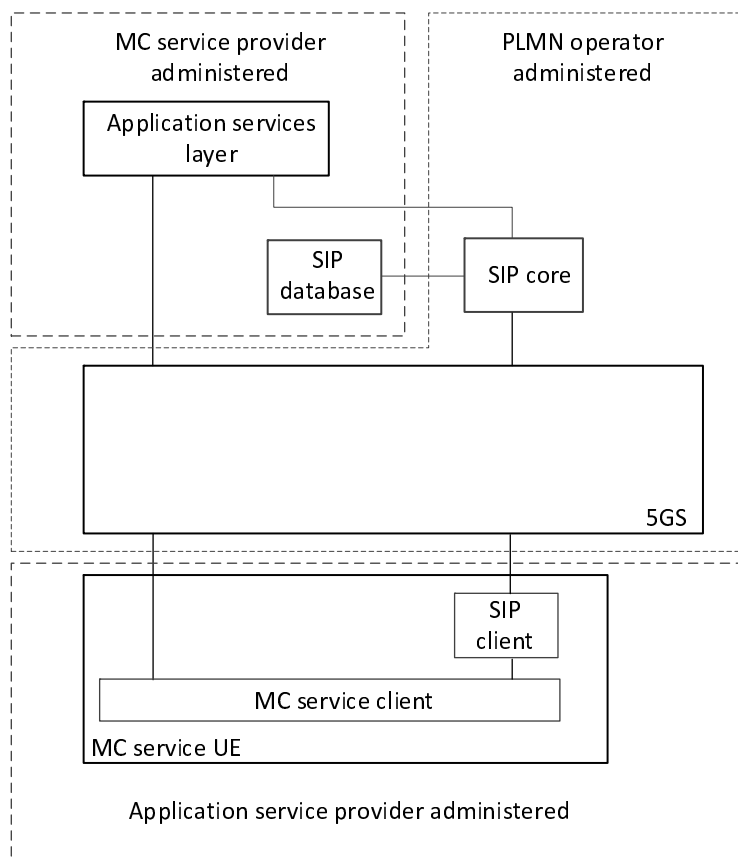 MC service provider
administered
PLMN operator
administered
Application services
layer
SIP
database
SIP core
5GS
SIP
client
MC service client
MC service UE
Application service provider administered